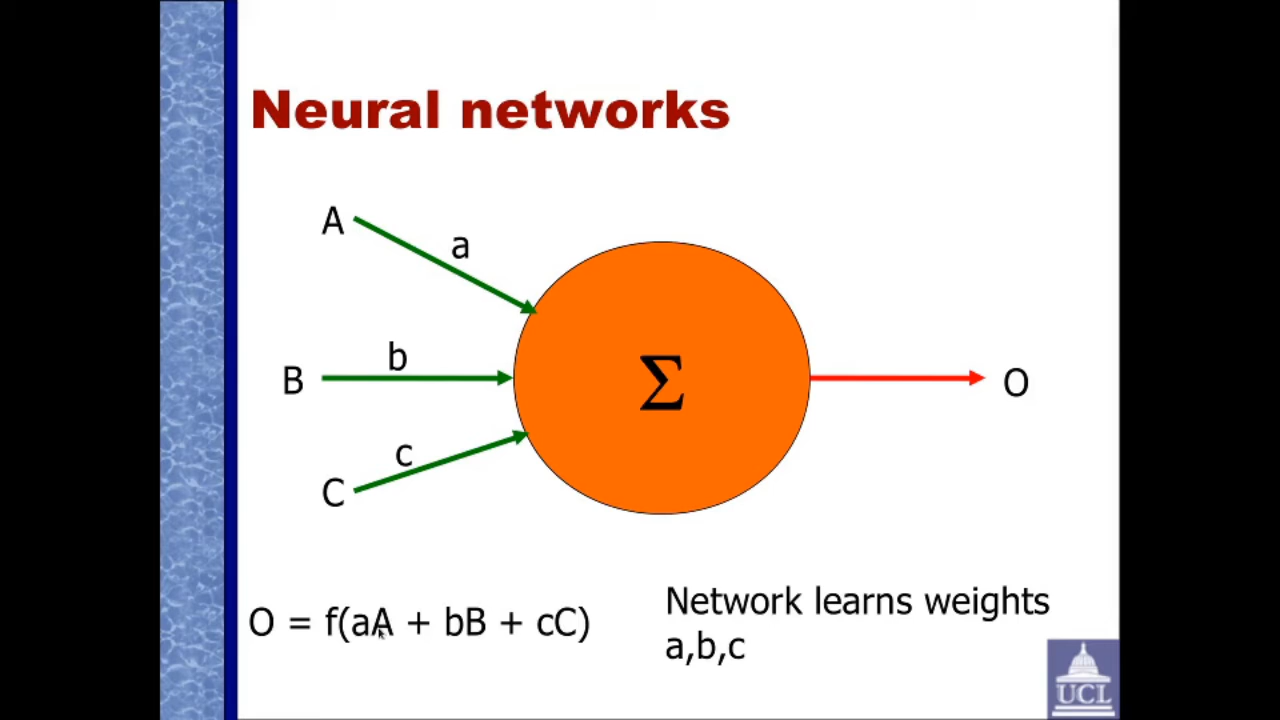 Neural networks
A
a
B
b
c
C
Σ
O
O = f(aA + bB + cC)
Network learns weights
a,b,c
UCL